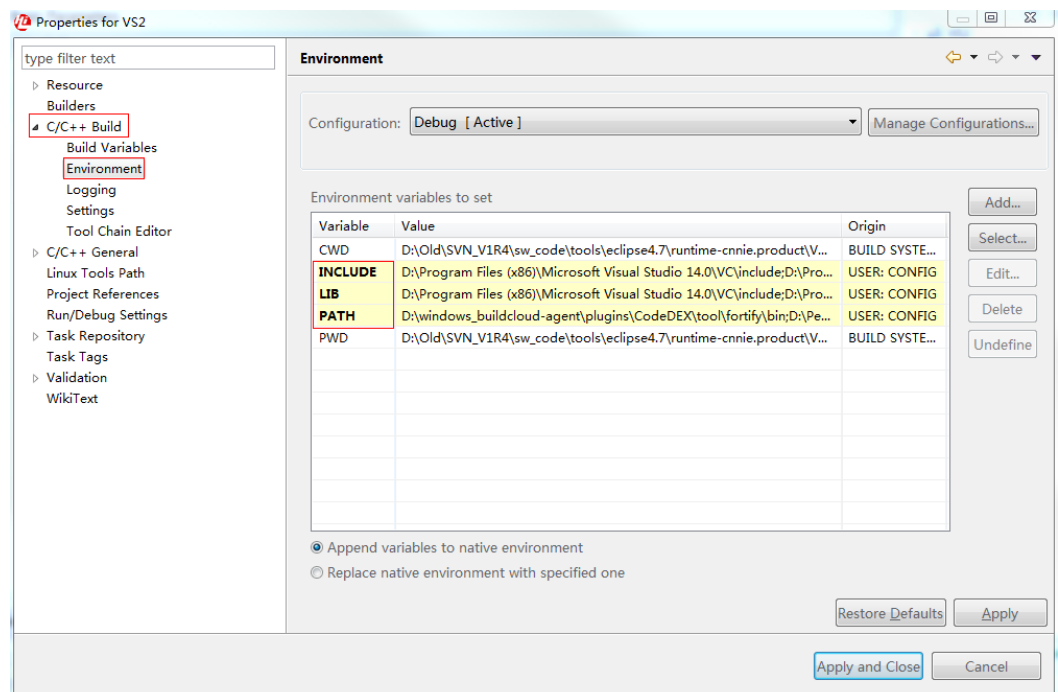 Properties for VS2
type filter text
Resource
Builders
C/C++ Build
Build Variables
Environment
Logging
Settings
Tool Chain Editor
C/C++ General
Linux Tools Path
Project References
Run/Debug Settings
Task Repository
Task Tags
Validation
WikiText
Environment
Configuration: Debug [ Active ] Manage Configurations...
Environment variables to set
Add...
Select...
Edit...
Delete
Undefine
Variable Value Origin
CWD D:\Old\SVN_V1R4\sw_code\tools\eclipse4.7\runtime-cnnie.product\V... BUILD SYSTE...
INCLUDE D:\Program Files (x86)\Microsoft Visual Studio 14.0\VC\include;D:\Pro... USER: CONFIG
LIB D:\Program Files (x86)\Microsoft Visual Studio 14.0\VC\include;D:\Pro... USER: CONFIG
PATH D:\windows_buildcloud-agent\plugins\CodeDEX\tool\fortify\bin;D:\Pe... USER: CONFIG
PWD D:\Old\SVN_V1R4\sw_code\tools\eclipse4.7\runtime-cnnie.product\V... BUILD SYSTE...
Append variables to native environment
Replace native environment with specified one
Restore Defaults Apply
Apply and Close Cancel